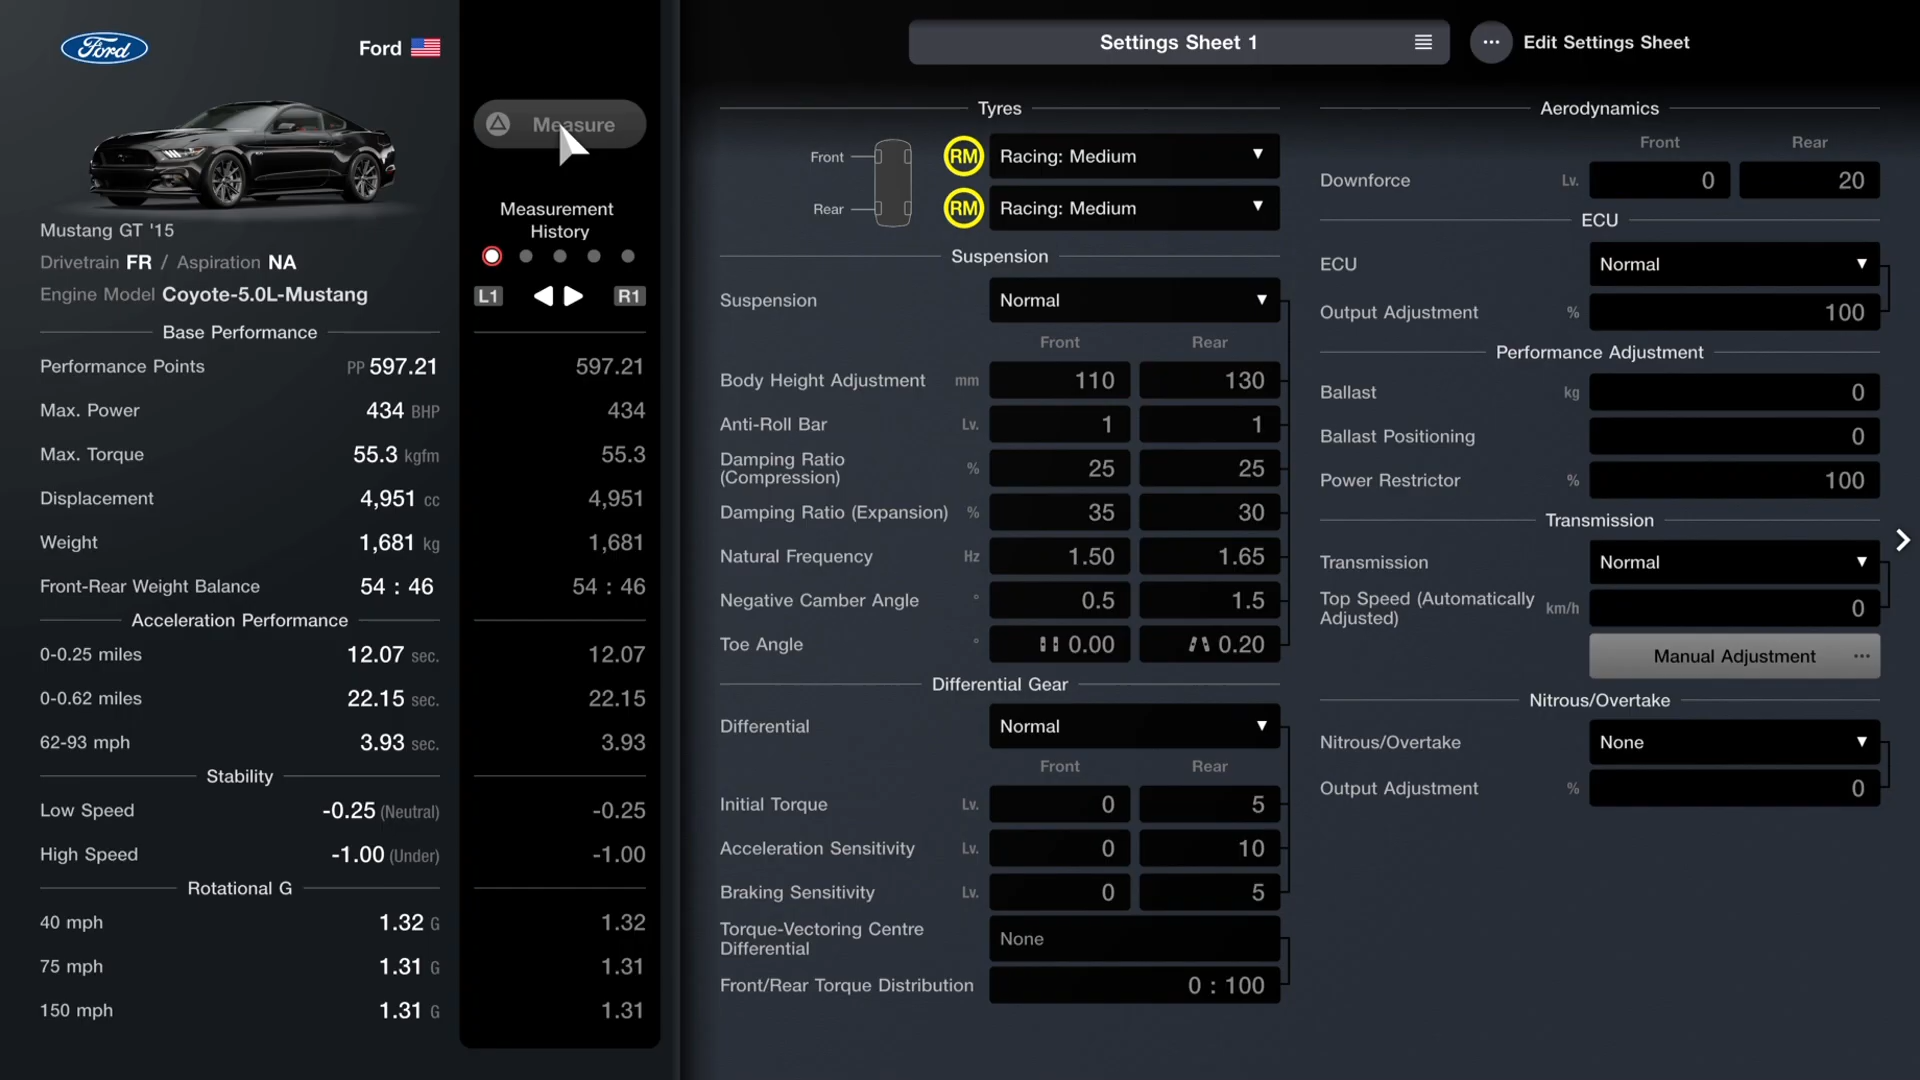 Ford
Ford
Mustang GT '15
Drivetrain FR / Aspiration NA
Engine Model Coyote-5.0L-Mustang
Base Performance
Performance Points PP 597.21
Max. Power 434 BHP
Max. Torque 55.3 kgfm
Displacement 4,951 cc
Weight 1,681 kg
Front-Rear Weight Balance 54 : 46
Acceleration Performance
0-0.25 miles 12.07 sec.
0-0.62 miles 22.15 sec.
62-93 mph 3.93 sec.
Stability
Low Speed -0.25 (Neutral)
High Speed -1.00 (Under)
Rotational G
40 mph 1.32 G
75 mph 1.31 G
150 mph 1.31 G
Measure
Measurement
History
L1 R1
597.21
434
55.3
4,951
1,681
54 : 46
12.07
22.15
3.93
-0.25
-1.00
1.32
1.31
1.31
Settings Sheet 1
Edit Settings Sheet
Tyres
Front RM Racing: Medium
Rear RM Racing: Medium
Suspension
Suspension Normal
Front Rear
Body Height Adjustment mm 110 130
Anti-Roll Bar Lv. 1 1
Damping Ratio
(Compression) % 25 25
Damping Ratio (Expansion) % 35 30
Natural Frequency Hz 1.50 1.65
Negative Camber Angle ° 0.5 1.5
Toe Angle ° 0.00 0.20
Differential Gear
Differential Normal
Front Rear
Initial Torque Lv. 0 5
Acceleration Sensitivity Lv. 0 10
Braking Sensitivity Lv. 0 5
Torque-Vectoring Centre
Differential None
Front/Rear Torque Distribution 0 : 100
Aerodynamics
Front Rear
Downforce Lv. 0 20
ECU
ECU Normal
Output Adjustment % 100
Performance Adjustment
Ballast kg 0
Ballast Positioning 0
Power Restrictor % 100
Transmission
Transmission Normal
Top Speed (Automatically
Adjusted) km/h 0
Manual Adjustment
Nitrous/Overtake
Nitrous/Overtake None
Output Adjustment % 0